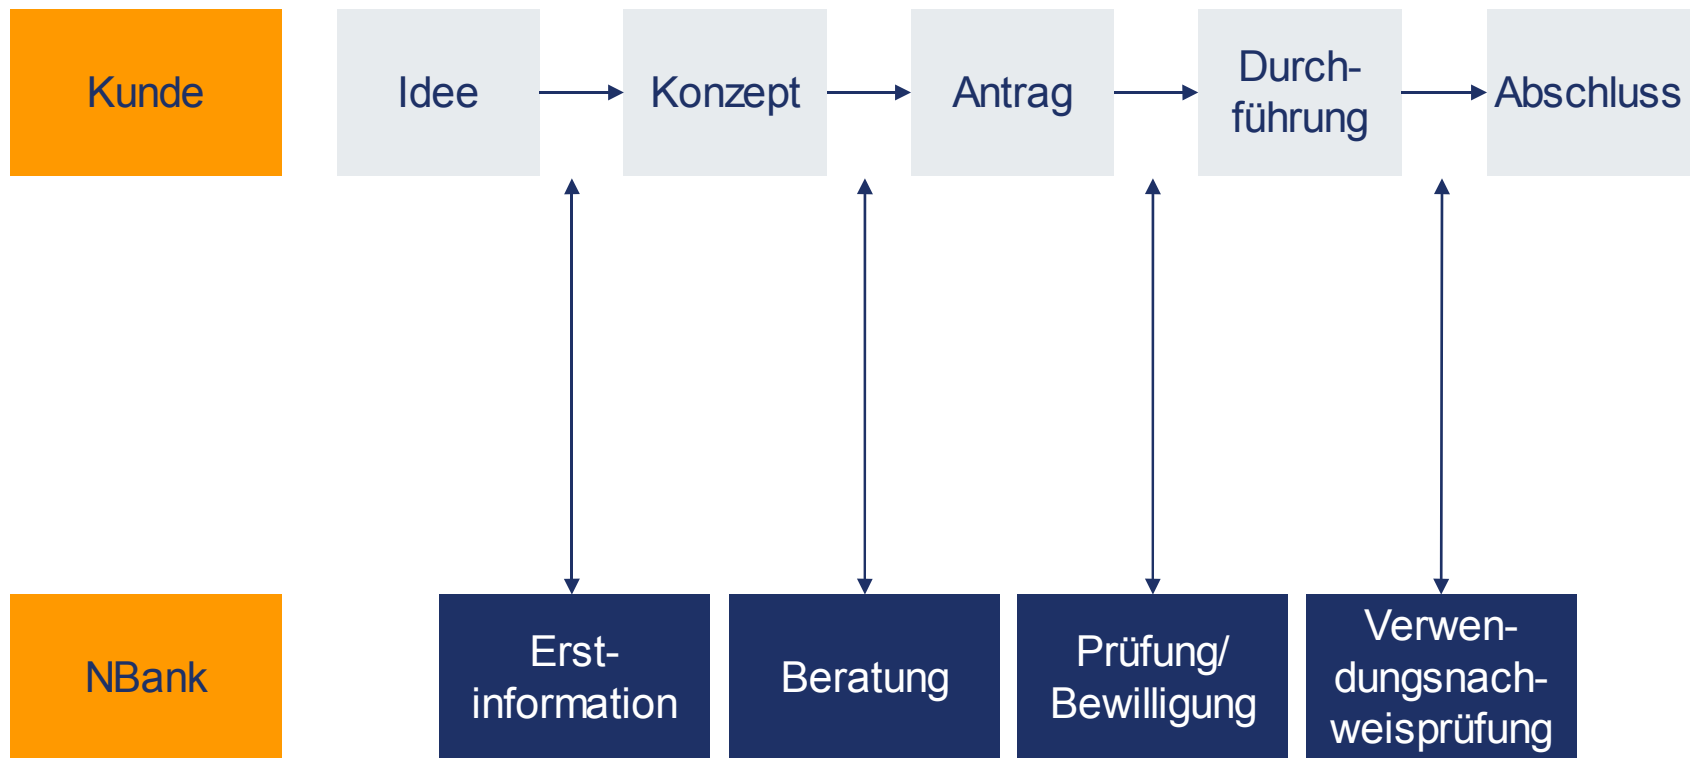 Kunde
Idee
Konzept
Antrag
Durch-
führung
Abschluss
NBank
Erst-
information
Beratung
Prüfung/
Bewilligung
Verwen-
dungsnach-
weisprüfung